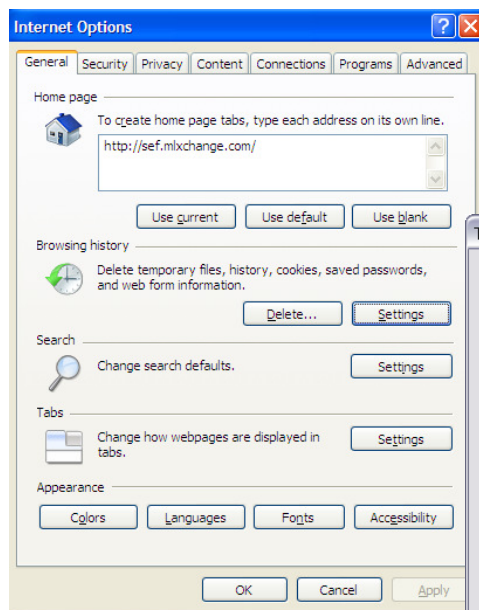 Internet Options
General Security Privacy Content Connections Programs Advanced
Home page
To create home page tabs, type each address on its own line.
http://sef.mlxchange.com/
Use current Use default Use blank
Browsing history
Delete temporary files, history, cookies, saved passwords,
and web form information.
Delete... Settings
Search
Change search defaults.
Settings
Tabs
Change how webpages are displayed in
tabs.
Settings
Appearance
Colors Languages Fonts Accessibility
OK Cancel Apply